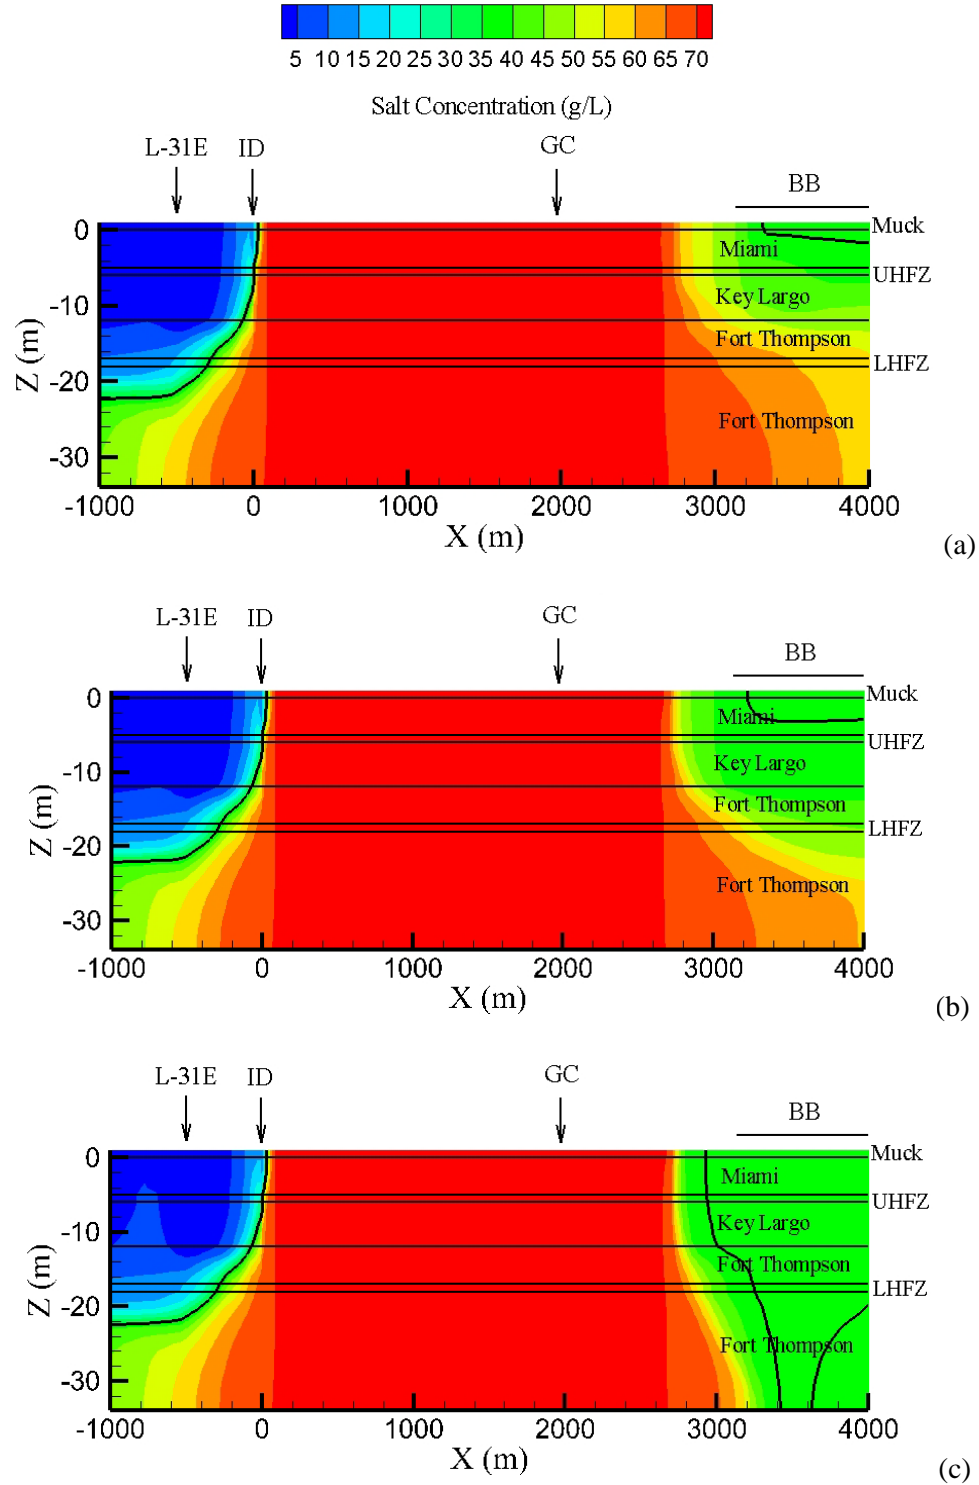 5 10 15 20 25 30 35 40 45 50 55 60 65 70
Salt Concentration (g/L)
L-31E ID GC BB
0 Muck
Miami
UHFZ
-10 Key Largo
Fort Thompson
LHFZ
-20
Fort Thompson
-30
Z (m)
-1000 0 1000 2000 3000 4000
X (m)
(a)
L-31E ID GC BB
0 Muck
Miami
UHFZ
-10 Key Largo
Fort Thompson
LHFZ
-20
Fort Thompson
-30
Z (m)
-1000 0 1000 2000 3000 4000
X (m)
(b)
L-31E ID GC BB
0 Muck
Miami
UHFZ
-10 Key Largo
Fort Thompson
LHFZ
-20
Fort Thompson
-30
Z (m)
-1000 0 1000 2000 3000 4000
X (m)
(c)